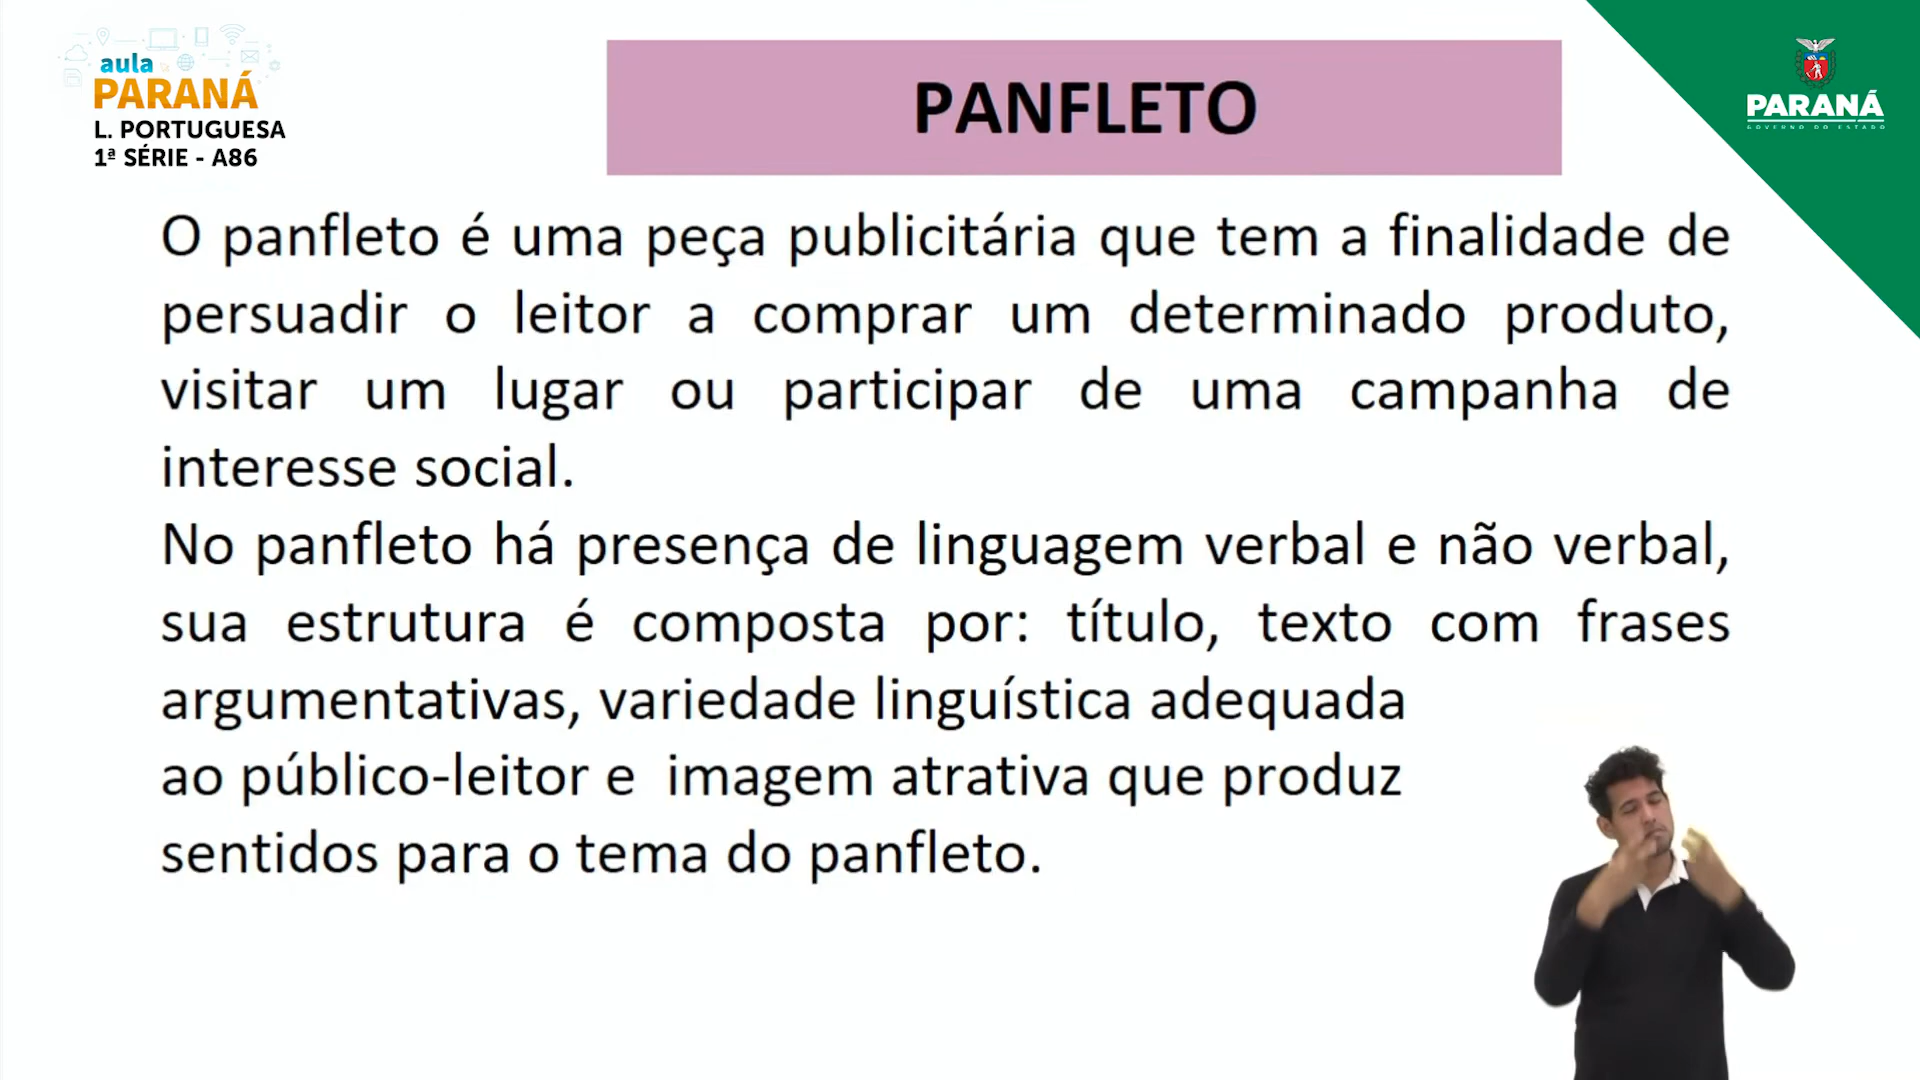 aula
PARANÁ
L. PORTUGUESA
1ª SÉRIE - A86
PANFLETO
PARANÁ
GOVERNO DO ESTADO
O panfleto é uma peça publicitária que tem a finalidade de
persuadir o leitor a comprar um determinado produto,
visitar um lugar ou participar de uma campanha de
interesse social.
No panfleto há presença de linguagem verbal e não verbal,
sua estrutura é composta por: título, texto com frases
argumentativas, variedade linguística adequada
ao público-leitor e imagem atrativa que produz
sentidos para o tema do panfleto.